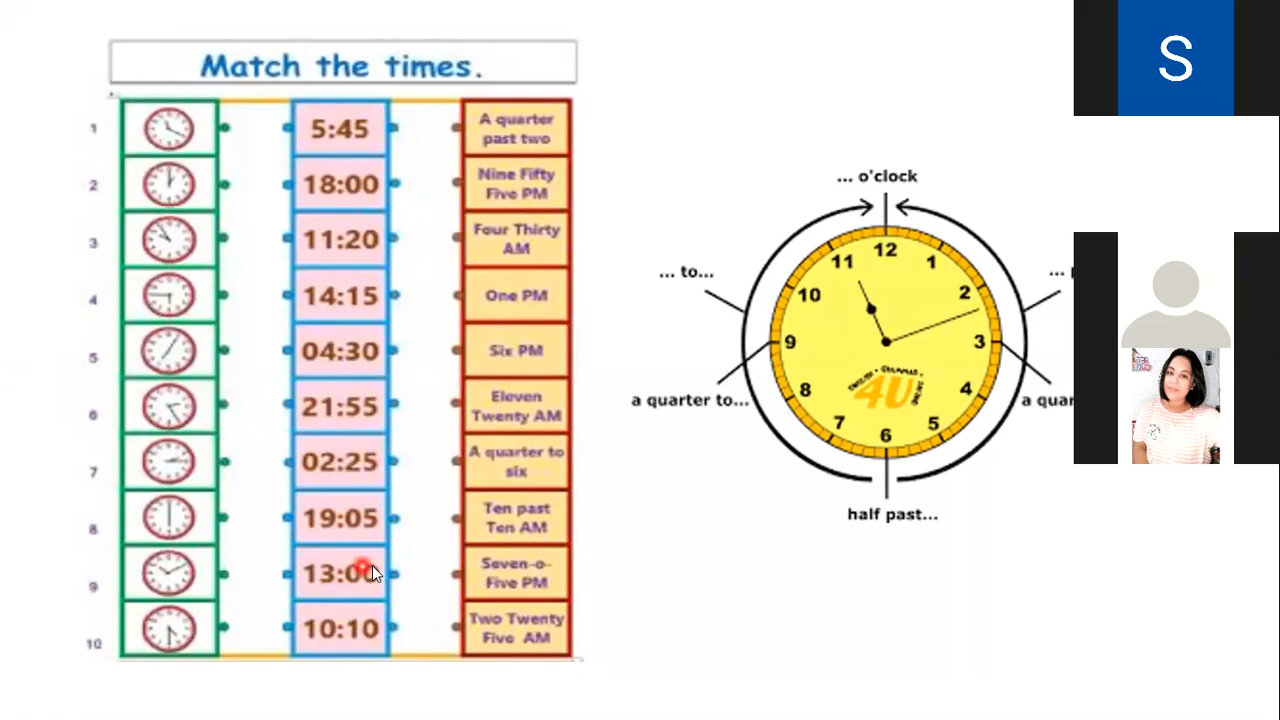 Match the times.
1
5:45
A quarter
past two
2
18:00
Nine Fifty
Five PM
3
11:20
Four Thirty
AM
4
14:15
One PM
5
04:30
Six PM
6
21:55
Eleven
Twenty AM
7
02:25
A quarter to
six
8
19:05
Ten past
Ten AM
9
13:00
Seven-o-
Five PM
10
10:10
Two Twenty
Five AM
... o'clock
... to...
...
a quarter to...
a quar
half past...
12
1
2
3
4
5
6
7
8
9
10
11
4U
S